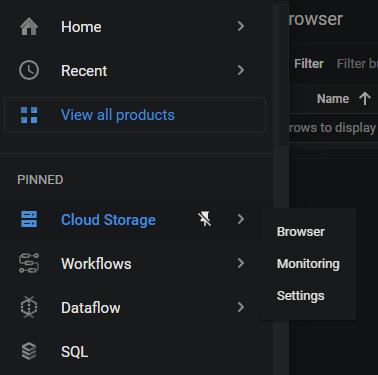 Home
Recent
View all products
PINNED
Cloud Storage
Workflows
Dataflow
SQL
Browser
Monitoring
Settings
Filter Filter
Name
rows to display